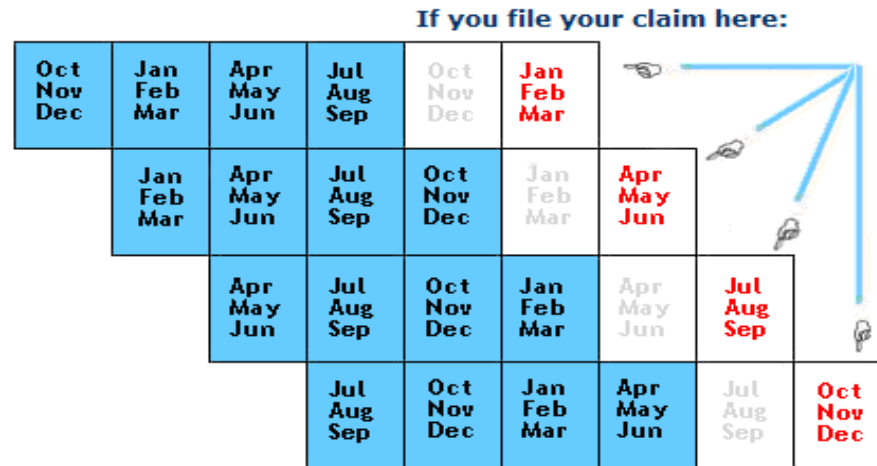 If you file your claim here:
Oct Jan Apr Jul Oct Jan
Nov Feb May Aug Nov Feb
Dec Mar Jun Sep Dec Mar
Jan Apr Jul Oct Jan Apr
Feb May Aug Nov Feb May
Mar Jun Sep Dec Mar Jun
Apr Jul Oct Jan Apr Jul
May Aug Nov Feb May Aug
Jun Sep Dec Mar Jun Sep
Jul Oct Jan Apr Jul Oct
Aug Nov Feb May Aug Nov
Sep Dec Mar Jun Sep Dec